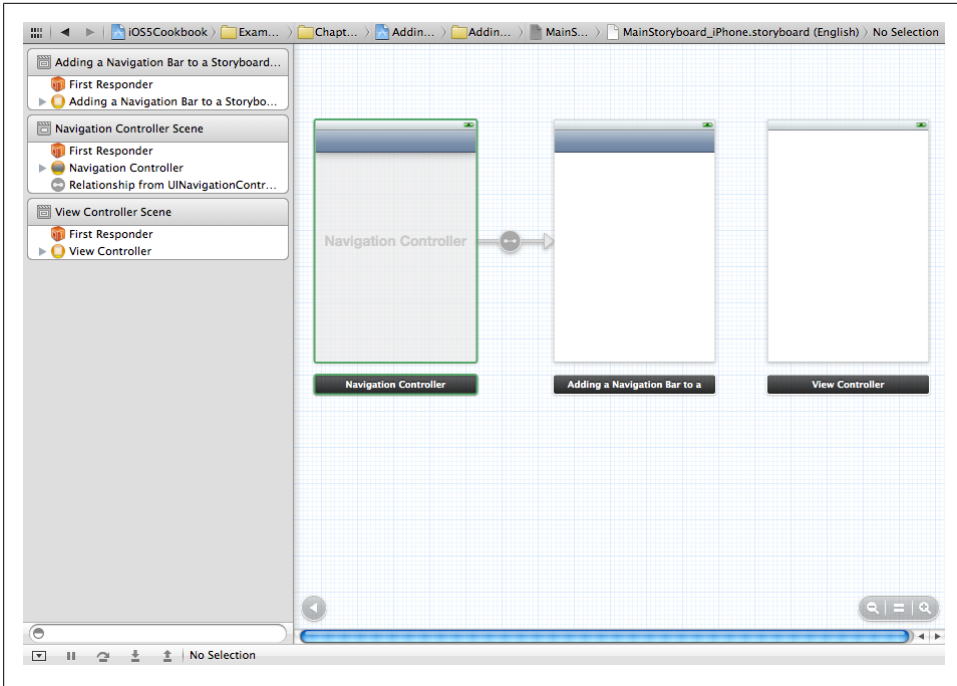 iOS5Cookbook Exam... Chapt... Addin... Addin... MainS... MainStoryboard_iPhone.storyboard (English) No Selection
Adding a Navigation Bar to a Storyboard...
First Responder
Adding a Navigation Bar to a Storybo...
Navigation Controller Scene
First Responder
Navigation Controller
Relationship from UINavigationContr...
View Controller Scene
First Responder
View Controller
Navigation Controller
Navigation Controller
Adding a Navigation Bar to a
View Controller
No Selection